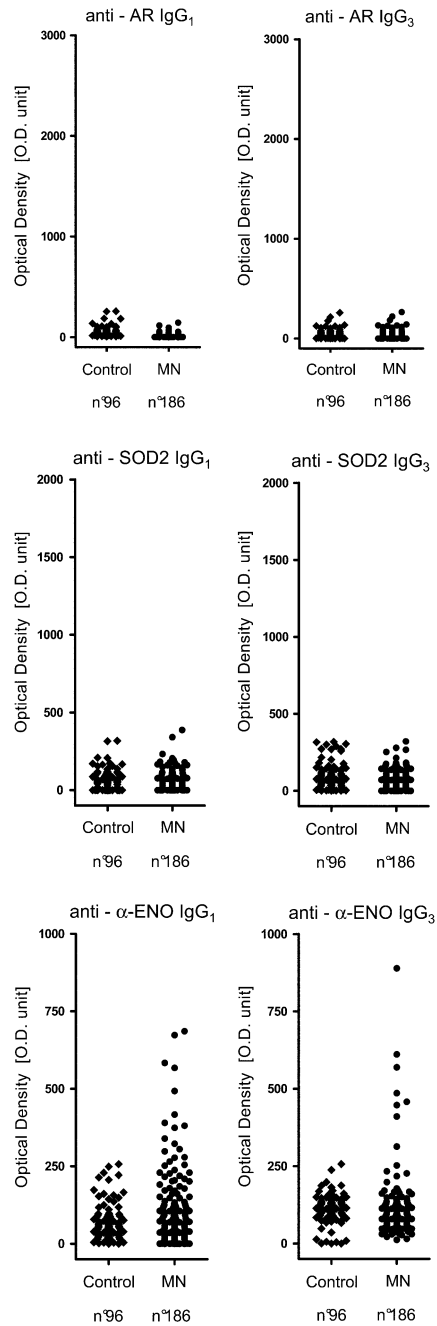 anti - AR IgG₁
anti - AR IgG₃
3000
2000
1000
0
Optical Density [O.D. unit]
Control MN
n°96 n°186
3000
2000
1000
0
Optical Density [O.D. unit]
Control MN
n°96 n°186
anti - SOD2 IgG₁
anti - SOD2 IgG₃
2000
1500
1000
500
0
Optical Density [O.D. unit]
Control MN
n°96 n°186
2000
1500
1000
500
0
Optical Density [O.D. unit]
Control MN
n°96 n°186
anti - α-ENO IgG₁
anti - α-ENO IgG₃
1000
750
500
250
0
Optical Density [O.D. unit]
Control MN
n°96 n°186
1000
750
500
250
0
Optical Density [O.D. unit]
Control MN
n°96 n°186